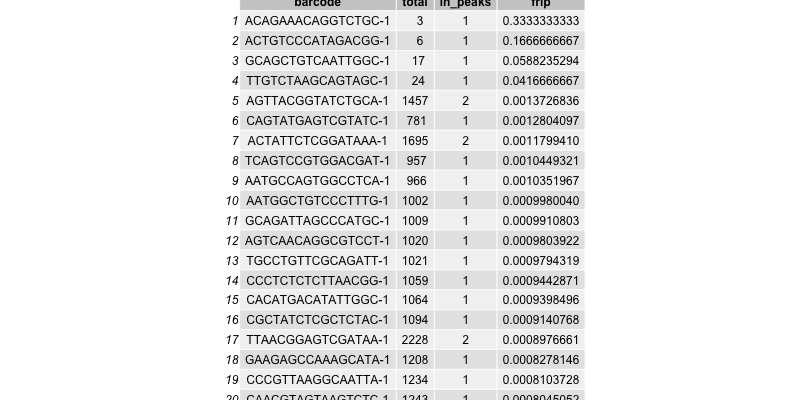 barcode total in_peaks frip
1 ACAGAAACAGGTCTGC-1 3 1 0.3333333333
2 ACTGTCCCATAGACGG-1 6 1 0.1666666667
3 GCAGCTGTCAATTGGC-1 17 1 0.0588235294
4 TTGTCTAAGCAGTAGC-1 24 1 0.0416666667
5 AGTTACGGTATCTGCA-1 1457 2 0.0013726836
6 CAGTATGAGTCGTATC-1 781 1 0.0012804097
7 ACTATTCTCGGATAAA-1 1695 2 0.0011799410
8 TCAGTCCGTGGACGAT-1 957 1 0.0010449321
9 AATGCCAGTGGCCTCA-1 966 1 0.0010351967
10 AATGGCTGTCCCTTTG-1 1002 1 0.0009980040
11 GCAGATTAGCCCATGC-1 1009 1 0.0009910803
12 AGTCAACAGGCGTCCT-1 1020 1 0.0009803922
13 TGCCTGTTCGCAGATT-1 1021 1 0.0009794319
14 CCCTCTCTCTTAACGG-1 1059 1 0.0009442871
15 CACATGACATATTGGC-1 1064 1 0.0009398496
16 CGCTATCTCGCTCTAC-1 1094 1 0.0009140768
17 TTAACGGAGTCGATAA-1 2228 2 0.0008976661
18 GAAGAGCCAAAGCATA-1 1208 1 0.0008278146
19 CCCGTTAAGGCAATTA-1 1234 1 0.0008103728
20 CAACGTAGTAAGTCTC-1 1243 1 0.0008045052